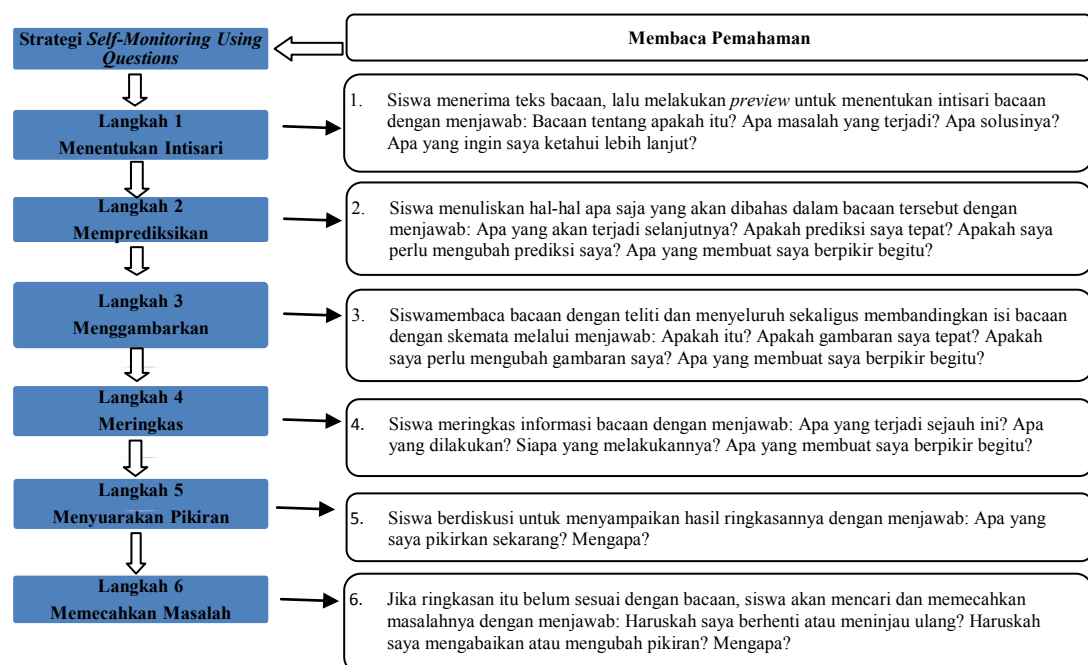 Strategi Self-Monitoring Using
Questions
Membaca Pemahaman
Langkah 1
Menentukan Intisari
1. Siswa menerima teks bacaan, lalu melakukan preview untuk menentukan intisari bacaan
dengan menjawab: Bacaan tentang apakah itu? Apa masalah yang terjadi? Apa solusinya?
Apa yang ingin saya ketahui lebih lanjut?
Langkah 2
Memprediksikan
2. Siswa menuliskan hal-hal apa saja yang akan dibahas dalam bacaan tersebut dengan
menjawab: Apa yang akan terjadi selanjutnya? Apakah prediksi saya tepat? Apakah saya
perlu mengubah prediksi saya? Apa yang membuat saya berpikir begitu?
Langkah 3
Menggambarkan
3. Siswamembaca bacaan dengan teliti dan menyeluruh sekaligus membandingkan isi bacaan
dengan skemata melalui menjawab: Apakah itu? Apakah gambaran saya tepat? Apakah
saya perlu mengubah gambaran saya? Apa yang membuat saya berpikir begitu?
Langkah 4
Meringkas
4. Siswa meringkas informasi bacaan dengan menjawab: Apa yang terjadi sejauh ini? Apa
yang dilakukan? Siapa yang melakukannya? Apa yang membuat saya berpikir begitu?
Langkah 5
Menyuarakan Pikiran
5. Siswa berdiskusi untuk menyampaikan hasil ringkasannya dengan menjawab: Apa yang
saya pikirkan sekarang? Mengapa?
Langkah 6
Memecahkan Masalah
6. Jika ringkasan itu belum sesuai dengan bacaan, siswa akan mencari dan memecahkan
masalahnya dengan menjawab: Haruskah saya berhenti atau meninjau ulang? Haruskah
saya mengabaikan atau mengubah pikiran? Mengapa?